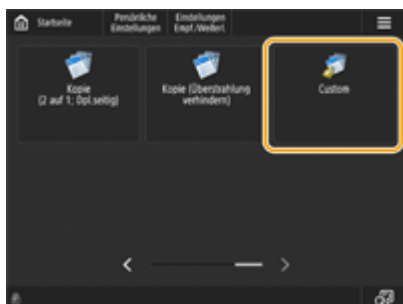 Startseite
Persönliche
Einstellungen
Einstellungen
Empf./Weiterl.
Kopie
(2 auf 1; Dpl.seitig)
Kopie (Überstrahlung
verhindern)
Custom